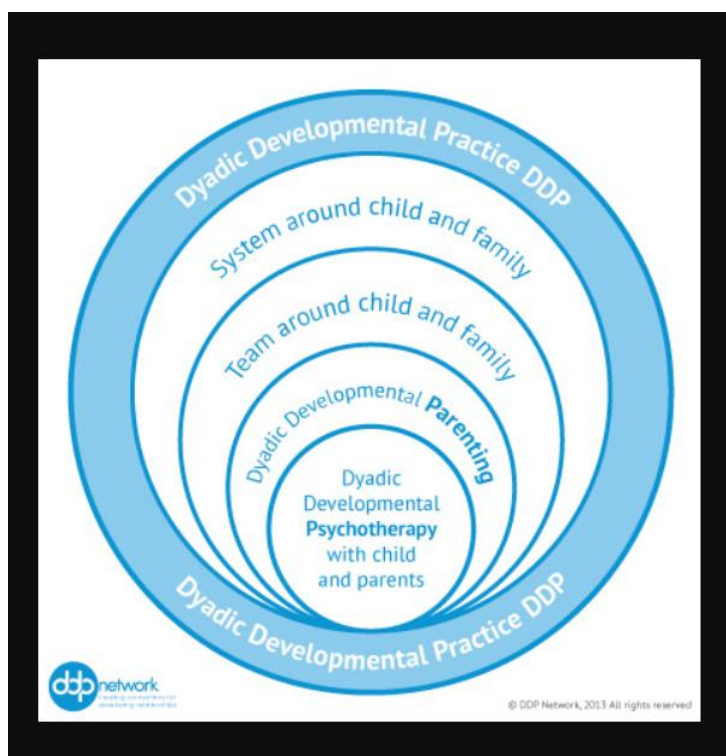 Dyadic Developmental Practice DDP
System around child and family
Team around child and family
Dyadic Developmental Parenting
Dyadic
Developmental
Psychotherapy
with child
and parents
Dyadic Developmental Practice DDP
ddp network
© DDP Network, 2013 All rights reserved